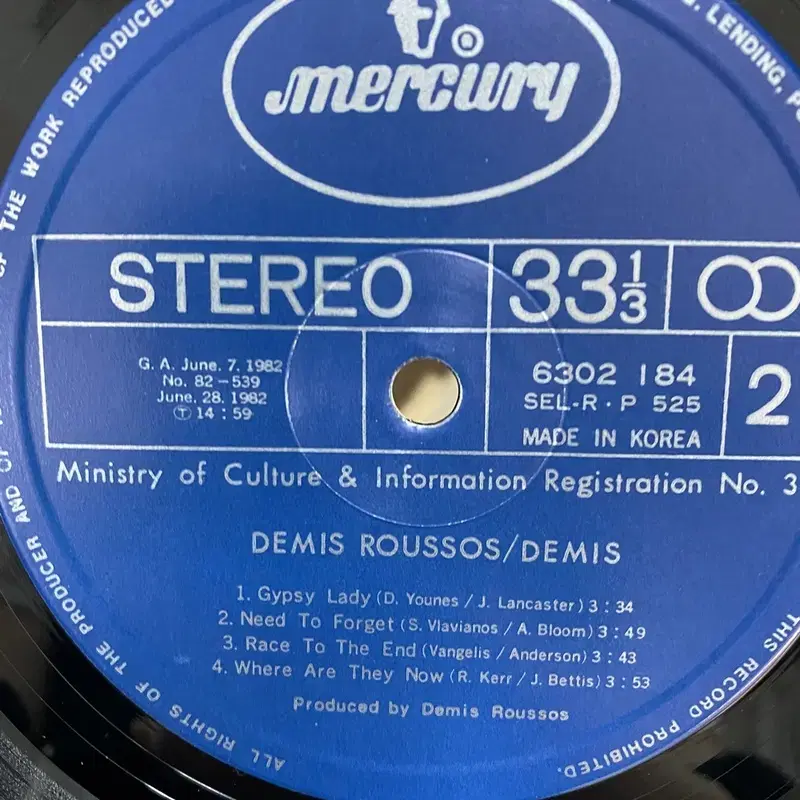 mercury
STEREO
33 1/3
G. A. June. 7. 1982
No. 82-539
June. 28. 1982
Ⓣ 14 : 59
6302 184
SEL-R · P 525
MADE IN KOREA
2
Ministry of Culture & Information Registration No. 3
DEMIS ROUSSOS/DEMIS
1. Gypsy Lady (D. Younes / J. Lancaster) 3 : 34
2. Need To Forget (S. Vlavianos / A. Bloom) 3 : 49
3. Race To The End (Vangelis / Anderson) 3 : 43
4. Where Are They Now (R. Kerr / J. Bettis) 3 : 53
Produced by Demis Roussos
ALL RIGHTS OF THE PRODUCER AND OF THE WORK REPRODUCED
LENDING,
THIS RECORD PROHIBITED.